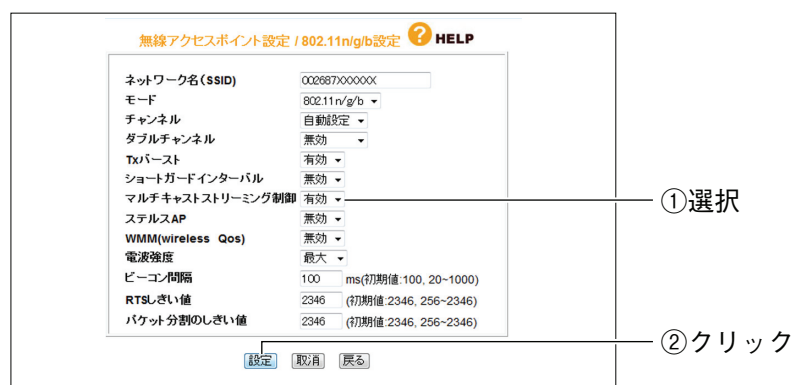 無線アクセスポイント設定 / 802.11n/g/b設定 ? HELP
ネットワーク名(SSID) 002687XXXXXX
モード 802.11n/g/b
チャンネル 自動設定
ダブルチャンネル 無効
Txバースト 有効
ショートガードインターバル 無効
マルチキャストストリーミング制御 有効 ①選択
ステルスAP 無効
WMM(wireless Qos) 無効
電波強度 最大
ビーコン間隔 100 ms(初期値:100, 20~1000)
RTSしきい値 2346 (初期値:2346, 256~2346)
パケット分割のしきい値 2346 (初期値:2346, 256~2346)
設定 取消 戻る ②クリック